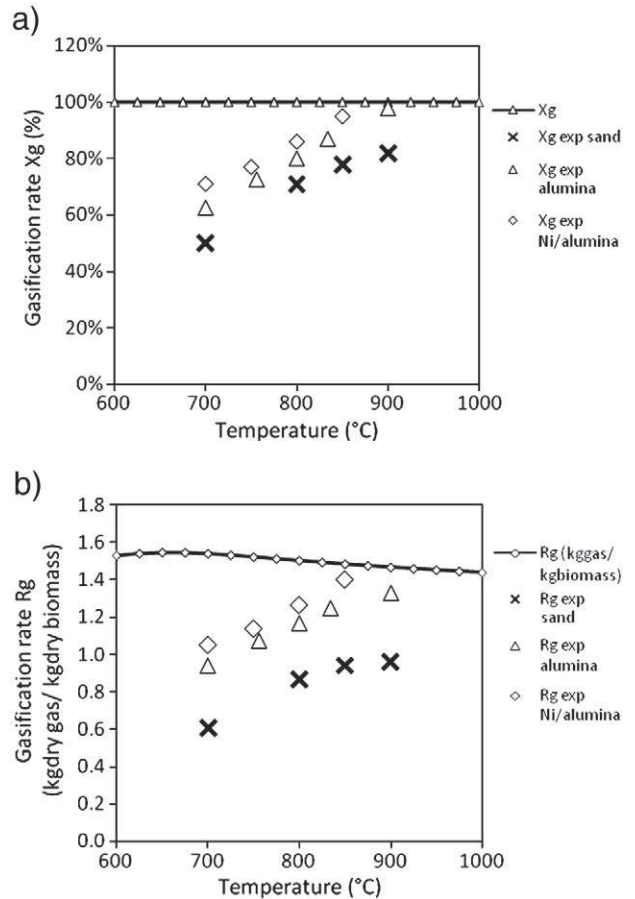 a)
120%
100%
80%
60%
40%
20%
0%
Gasification rate Xg (%)
600 700 800 900 1000
Temperature (°C)
Xg
Xg exp sand
Xg exp
alumina
Xg exp
Ni/alumina
b)
1.8
1.6
1.4
1.2
1.0
0.8
0.6
0.4
0.2
0.0
Gasification rate Rg
(kgdry gas/ kgdry biomass)
600 700 800 900 1000
Temperature (°C)
Rg (kggas/
kgbiomass)
Rg exp
sand
Rg exp
alumina
Rg exp
Ni/alumina